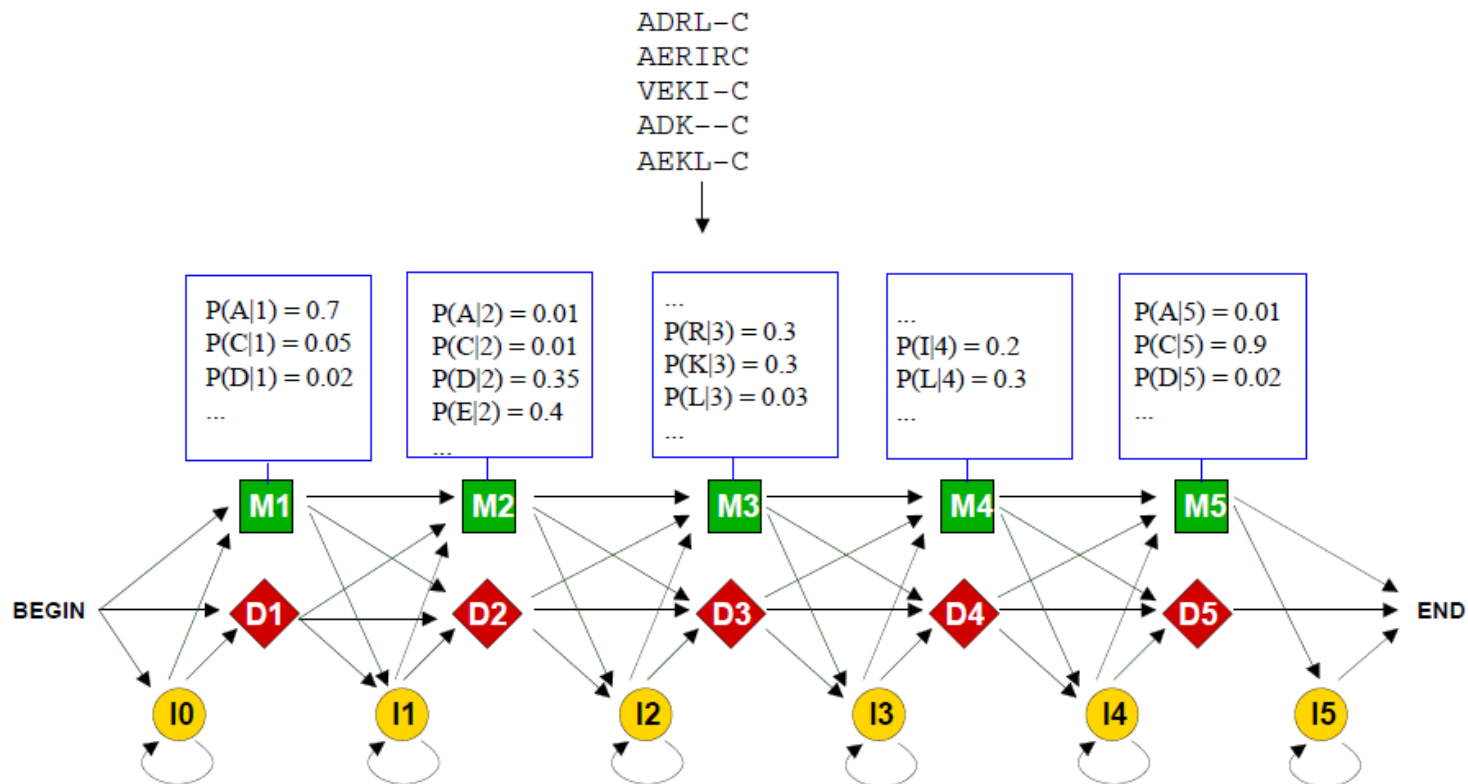 ADRL-C
AERIRC
VEKI-C
ADK--C
AEKL-C
P(A|1) = 0.7
P(C|1) = 0.05
P(D|1) = 0.02
...
P(A|2) = 0.01
P(C|2) = 0.01
P(D|2) = 0.35
P(E|2) = 0.4
...
...
P(R|3) = 0.3
P(K|3) = 0.3
P(L|3) = 0.03
...
...
P(I|4) = 0.2
P(L|4) = 0.3
...
P(A|5) = 0.01
P(C|5) = 0.9
P(D|5) = 0.02
...
M1 M2 M3 M4 M5
BEGIN D1 D2 D3 D4 D5 END
I0 I1 I2 I3 I4 I5